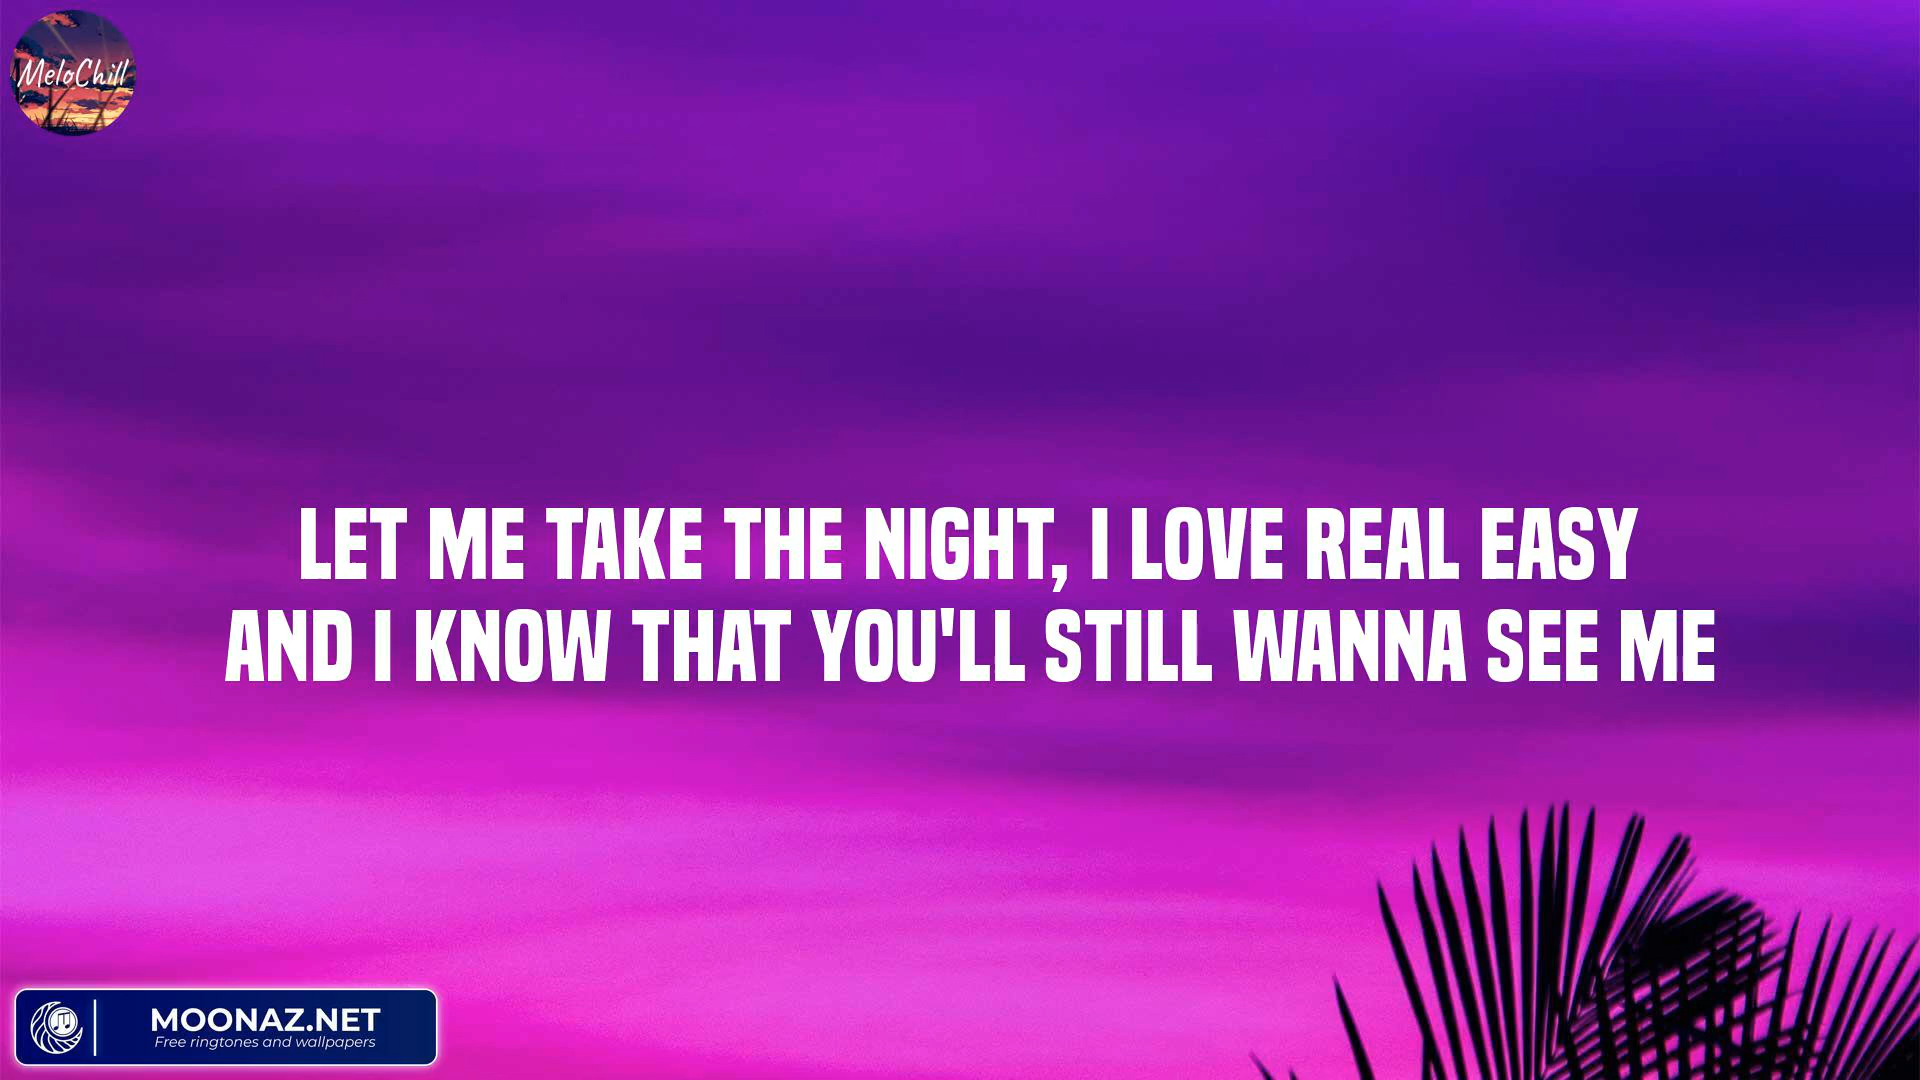 MeloChill
LET ME TAKE THE NIGHT, I LOVE REAL EASY
AND I KNOW THAT YOU'LL STILL WANNA SEE ME
MOONAZ.NET
Free ringtones and wallpapers